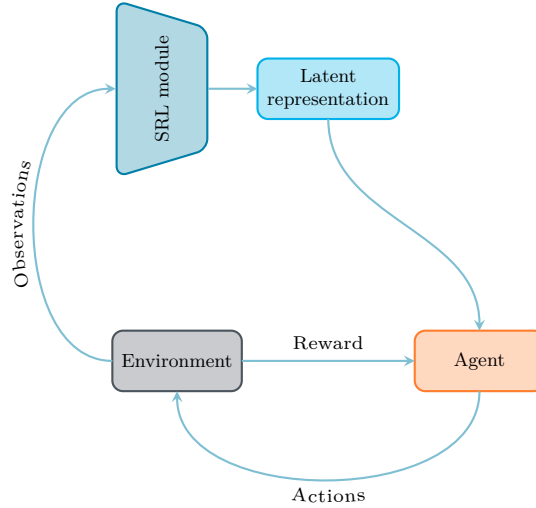 SRL module
Latent
representation
Observations
Environment
Reward
Agent
Actions